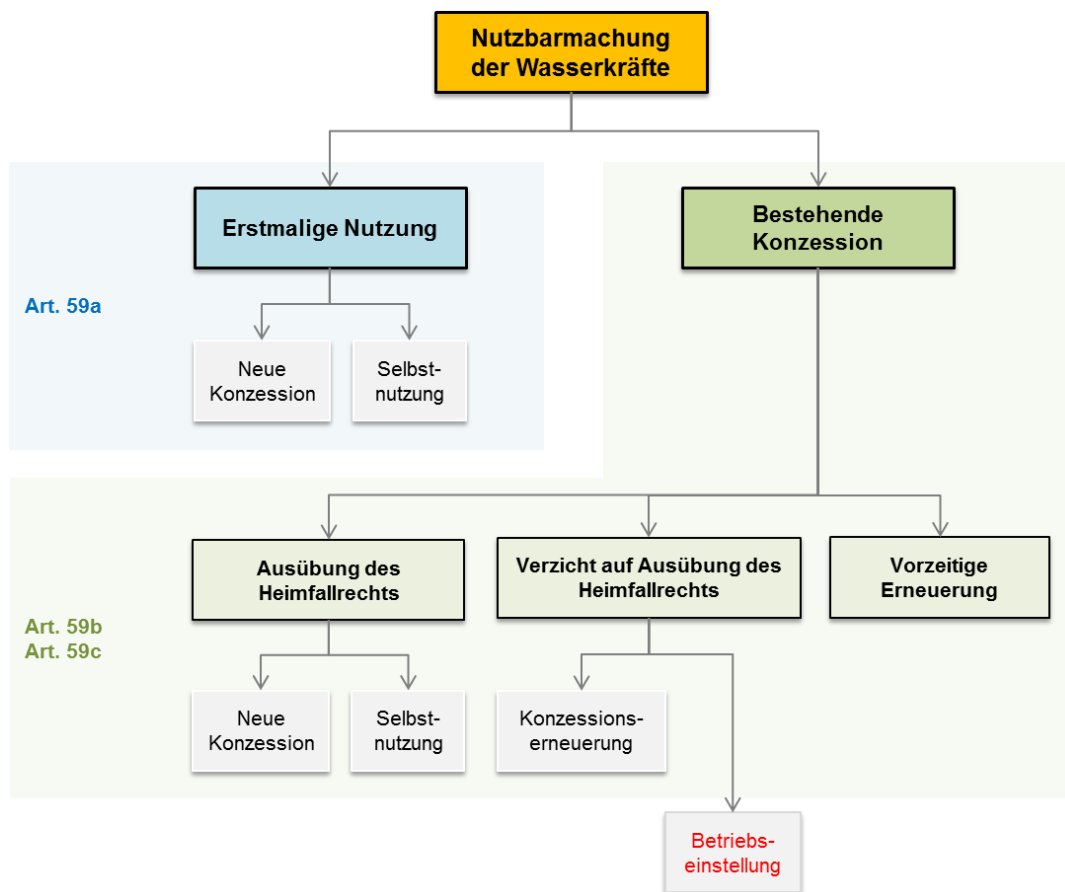 Nutzbarmachung
der Wasserkräfte
Erstmalige Nutzung
Bestehende
Konzession
Art. 59a
Neue
Konzession
Selbst-
nutzung
Ausübung des
Heimfallrechts
Verzicht auf Ausübung des
Heimfallrechts
Vorzeitige
Erneuerung
Art. 59b
Art. 59c
Neue
Konzession
Selbst-
nutzung
Konzessions-
erneuerung
Betriebs-
einstellung